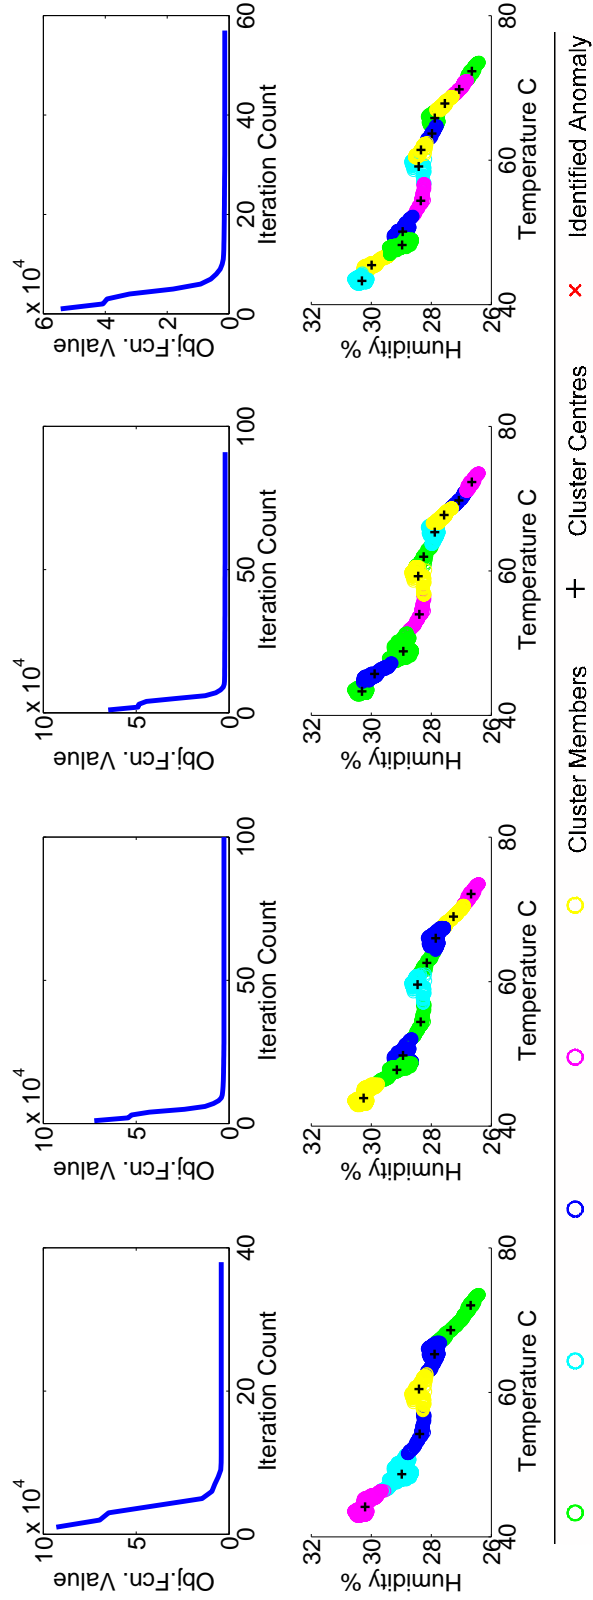 x 10^4
10
5
0
0 20 40
Iteration Count
Obj.Fcn. Value
x 10^4
10
5
0
0 50 100
Iteration Count
Obj.Fcn. Value
x 10^4
10
5
0
0 50 100
Iteration Count
Obj.Fcn. Value
x 10^4
6
4
2
0
0 20 40 60
Iteration Count
Obj.Fcn. Value
32
30
28
26
40 60 80
Temperature C
Humidity %
32
30
28
26
40 60 80
Temperature C
Humidity %
32
30
28
26
40 60 80
Temperature C
Humidity %
32
30
28
26
40 60 80
Temperature C
Humidity %
Cluster Members Cluster Centres Identified Anomaly